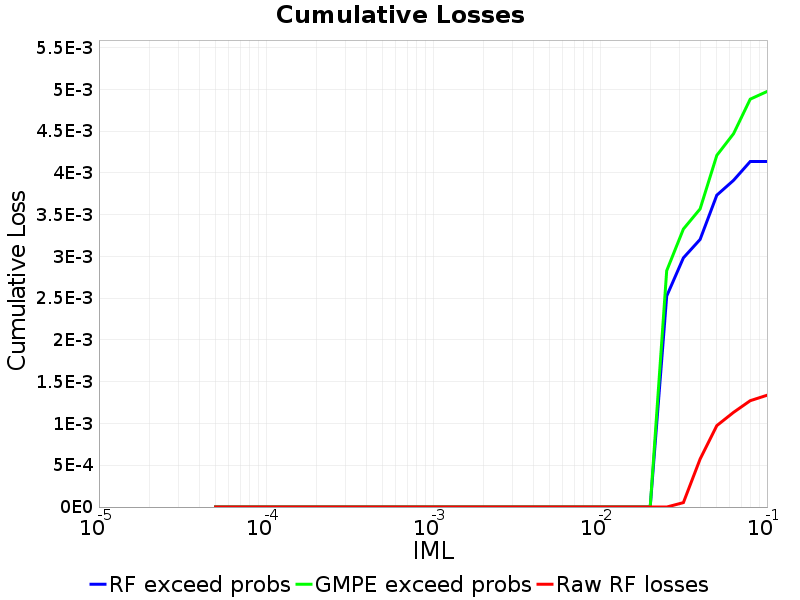 Cumulative Losses
Cumulative Loss
5.5E-3
5E-3
4.5E-3
4E-3
3.5E-3
3E-3
2.5E-3
2E-3
1.5E-3
1E-3
5E-4
0E0
10-5 10-4 10-3 10-2 10-1
IML
RF exceed probs GMPE exceed probs Raw RF losses